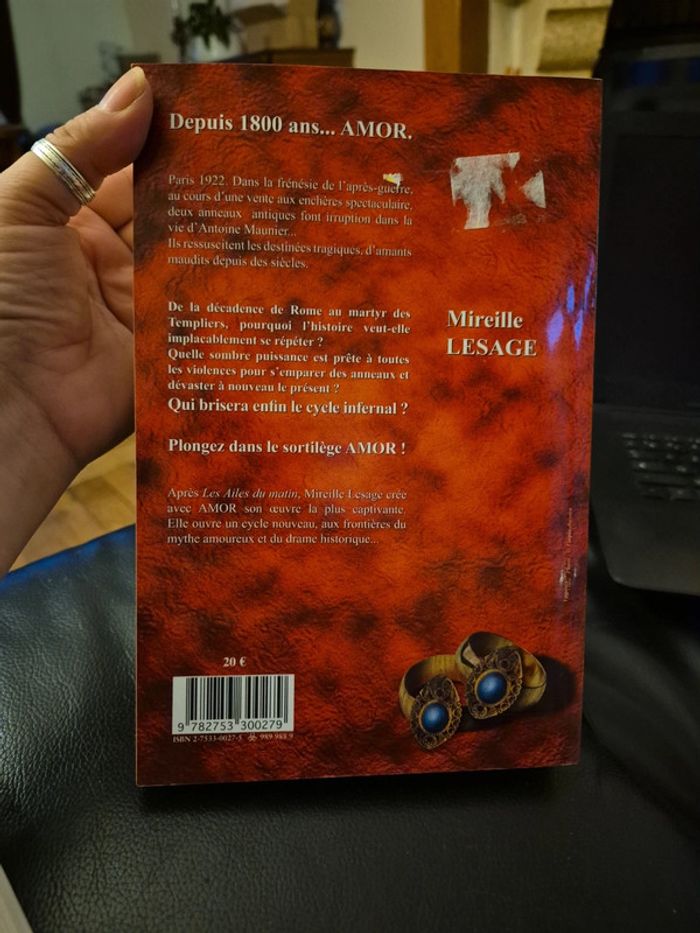 Depuis 1800 ans... AMOR.
Paris 1922. Dans la frénésie de l'après-guerre,
au cours d'une vente aux enchères spectaculaire,
deux anneaux antiques font irruption dans la
vie d'Antoine Maunier...
Ils ressuscitent les destinées tragiques, d'amants
maudits depuis des siècles.
De la décadence de Rome au martyr des
Templiers, pourquoi l'histoire veut-elle
implacablement se répéter ?
Quelle sombre puissance est prête à toutes
les violences pour s'emparer des anneaux et
dévaster à nouveau le présent ?
Qui brisera enfin le cycle infernal ?
Plongez dans le sortilège AMOR !
Après Les Ailes du matin, Mireille Lesage crée
avec AMOR son œuvre la plus captivante.
Elle ouvre un cycle nouveau, aux frontières du
mythe amoureux et du drame historique...
Mireille
LESAGE
20 €
9 782753 300279
ISBN 2-7533-0027-5 989 988 9